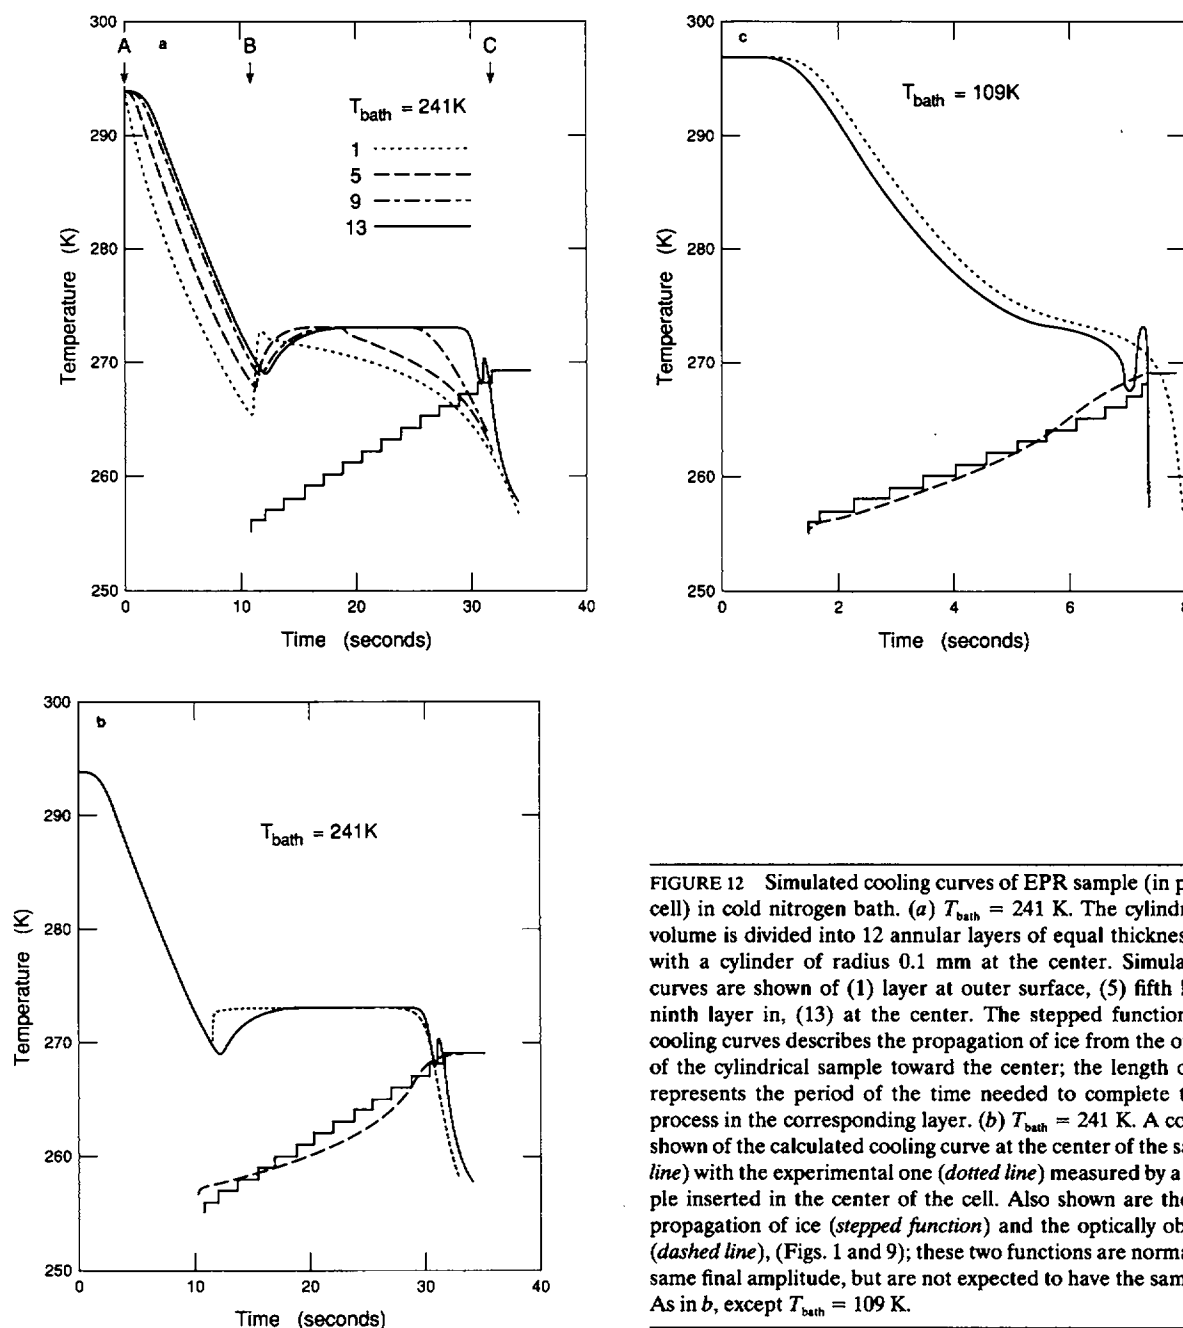 300
290
280
270
260
250
Temperature (K)
A a B C
T bath = 241K
1
5
9
13
0 10 20 30 40
Time (seconds)
300
290
280
270
260
250
Temperature (K)
c
T bath = 109K
0 2 4 6 8
Time (seconds)
300
290
280
270
260
250
Temperature (K)
b
T bath = 241K
0 10 20 30 40
Time (seconds)
FIGURE 12 Simulated cooling curves of EPR sample (in p
cell) in cold nitrogen bath. (a) T bath = 241 K. The cylindr
volume is divided into 12 annular layers of equal thicknes
with a cylinder of radius 0.1 mm at the center. Simula
curves are shown of (1) layer at outer surface, (5) fifth
ninth layer in, (13) at the center. The stepped function
cooling curves describes the propagation of ice from the o
of the cylindrical sample toward the center; the length o
represents the period of the time needed to complete t
process in the corresponding layer. (b) T bath = 241 K. A co
shown of the calculated cooling curve at the center of the sa
line) with the experimental one (dotted line) measured by a
ple inserted in the center of the cell. Also shown are the
propagation of ice (stepped function) and the optically ob
(dashed line), (Figs. 1 and 9); these two functions are norma
same final amplitude, but are not expected to have the sam
As in b, except T bath = 109 K.